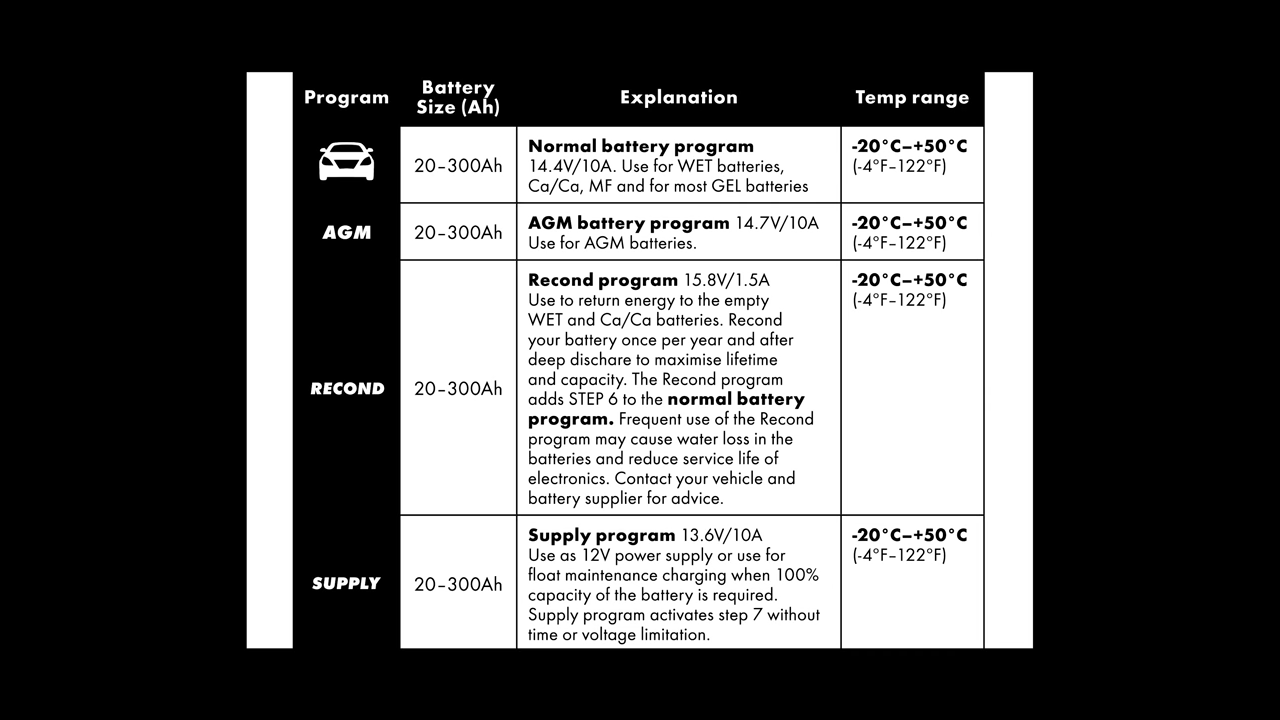 Program
Battery
Size (Ah)
Explanation
Temp range
20–300Ah
Normal battery program
14.4V/10A. Use for WET batteries,
Ca/Ca, MF and for most GEL batteries
-20°C–+50°C
(-4°F–122°F)
AGM
20–300Ah
AGM battery program 14.7V/10A
Use for AGM batteries.
-20°C–+50°C
(-4°F–122°F)
RECOND
20–300Ah
Recond program 15.8V/1.5A
Use to return energy to the empty
WET and Ca/Ca batteries. Recond
your battery once per year and after
deep dischare to maximise lifetime
and capacity. The Recond program
adds STEP 6 to the normal battery
program. Frequent use of the Recond
program may cause water loss in the
batteries and reduce service life of
electronics. Contact your vehicle and
battery supplier for advice.
-20°C–+50°C
(-4°F–122°F)
SUPPLY
20–300Ah
Supply program 13.6V/10A
Use as 12V power supply or use for
float maintenance charging when 100%
capacity of the battery is required.
Supply program activates step 7 without
time or voltage limitation.
-20°C–+50°C
(-4°F–122°F)